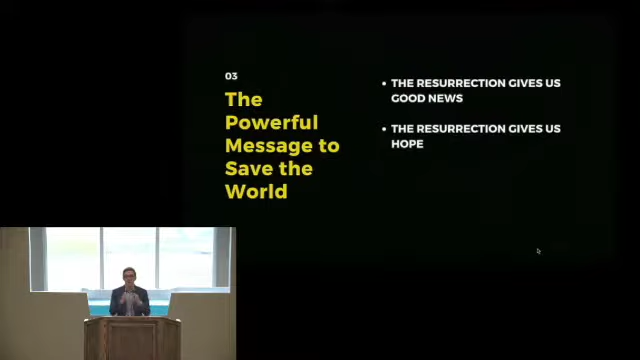 03
The
Powerful
Message to
Save the
World
THE RESURRECTION GIVES US
GOOD NEWS
THE RESURRECTION GIVES US
HOPE